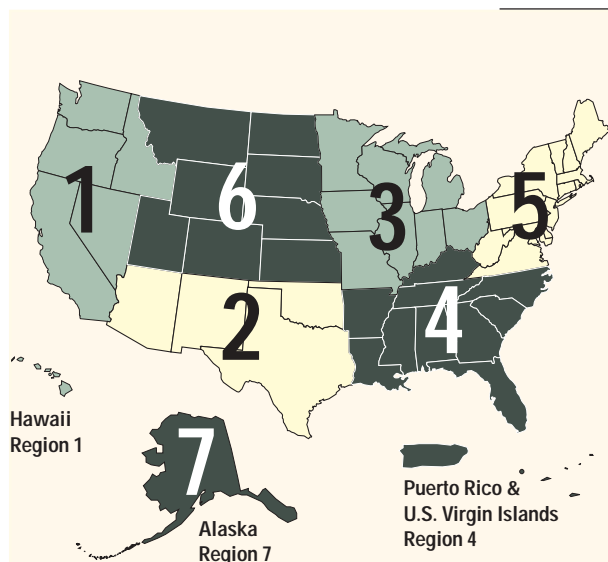 1
6
3
5
2
4
Hawaii
Region 1
7
Alaska
Region 7
Puerto Rico &
U.S. Virgin Islands
Region 4